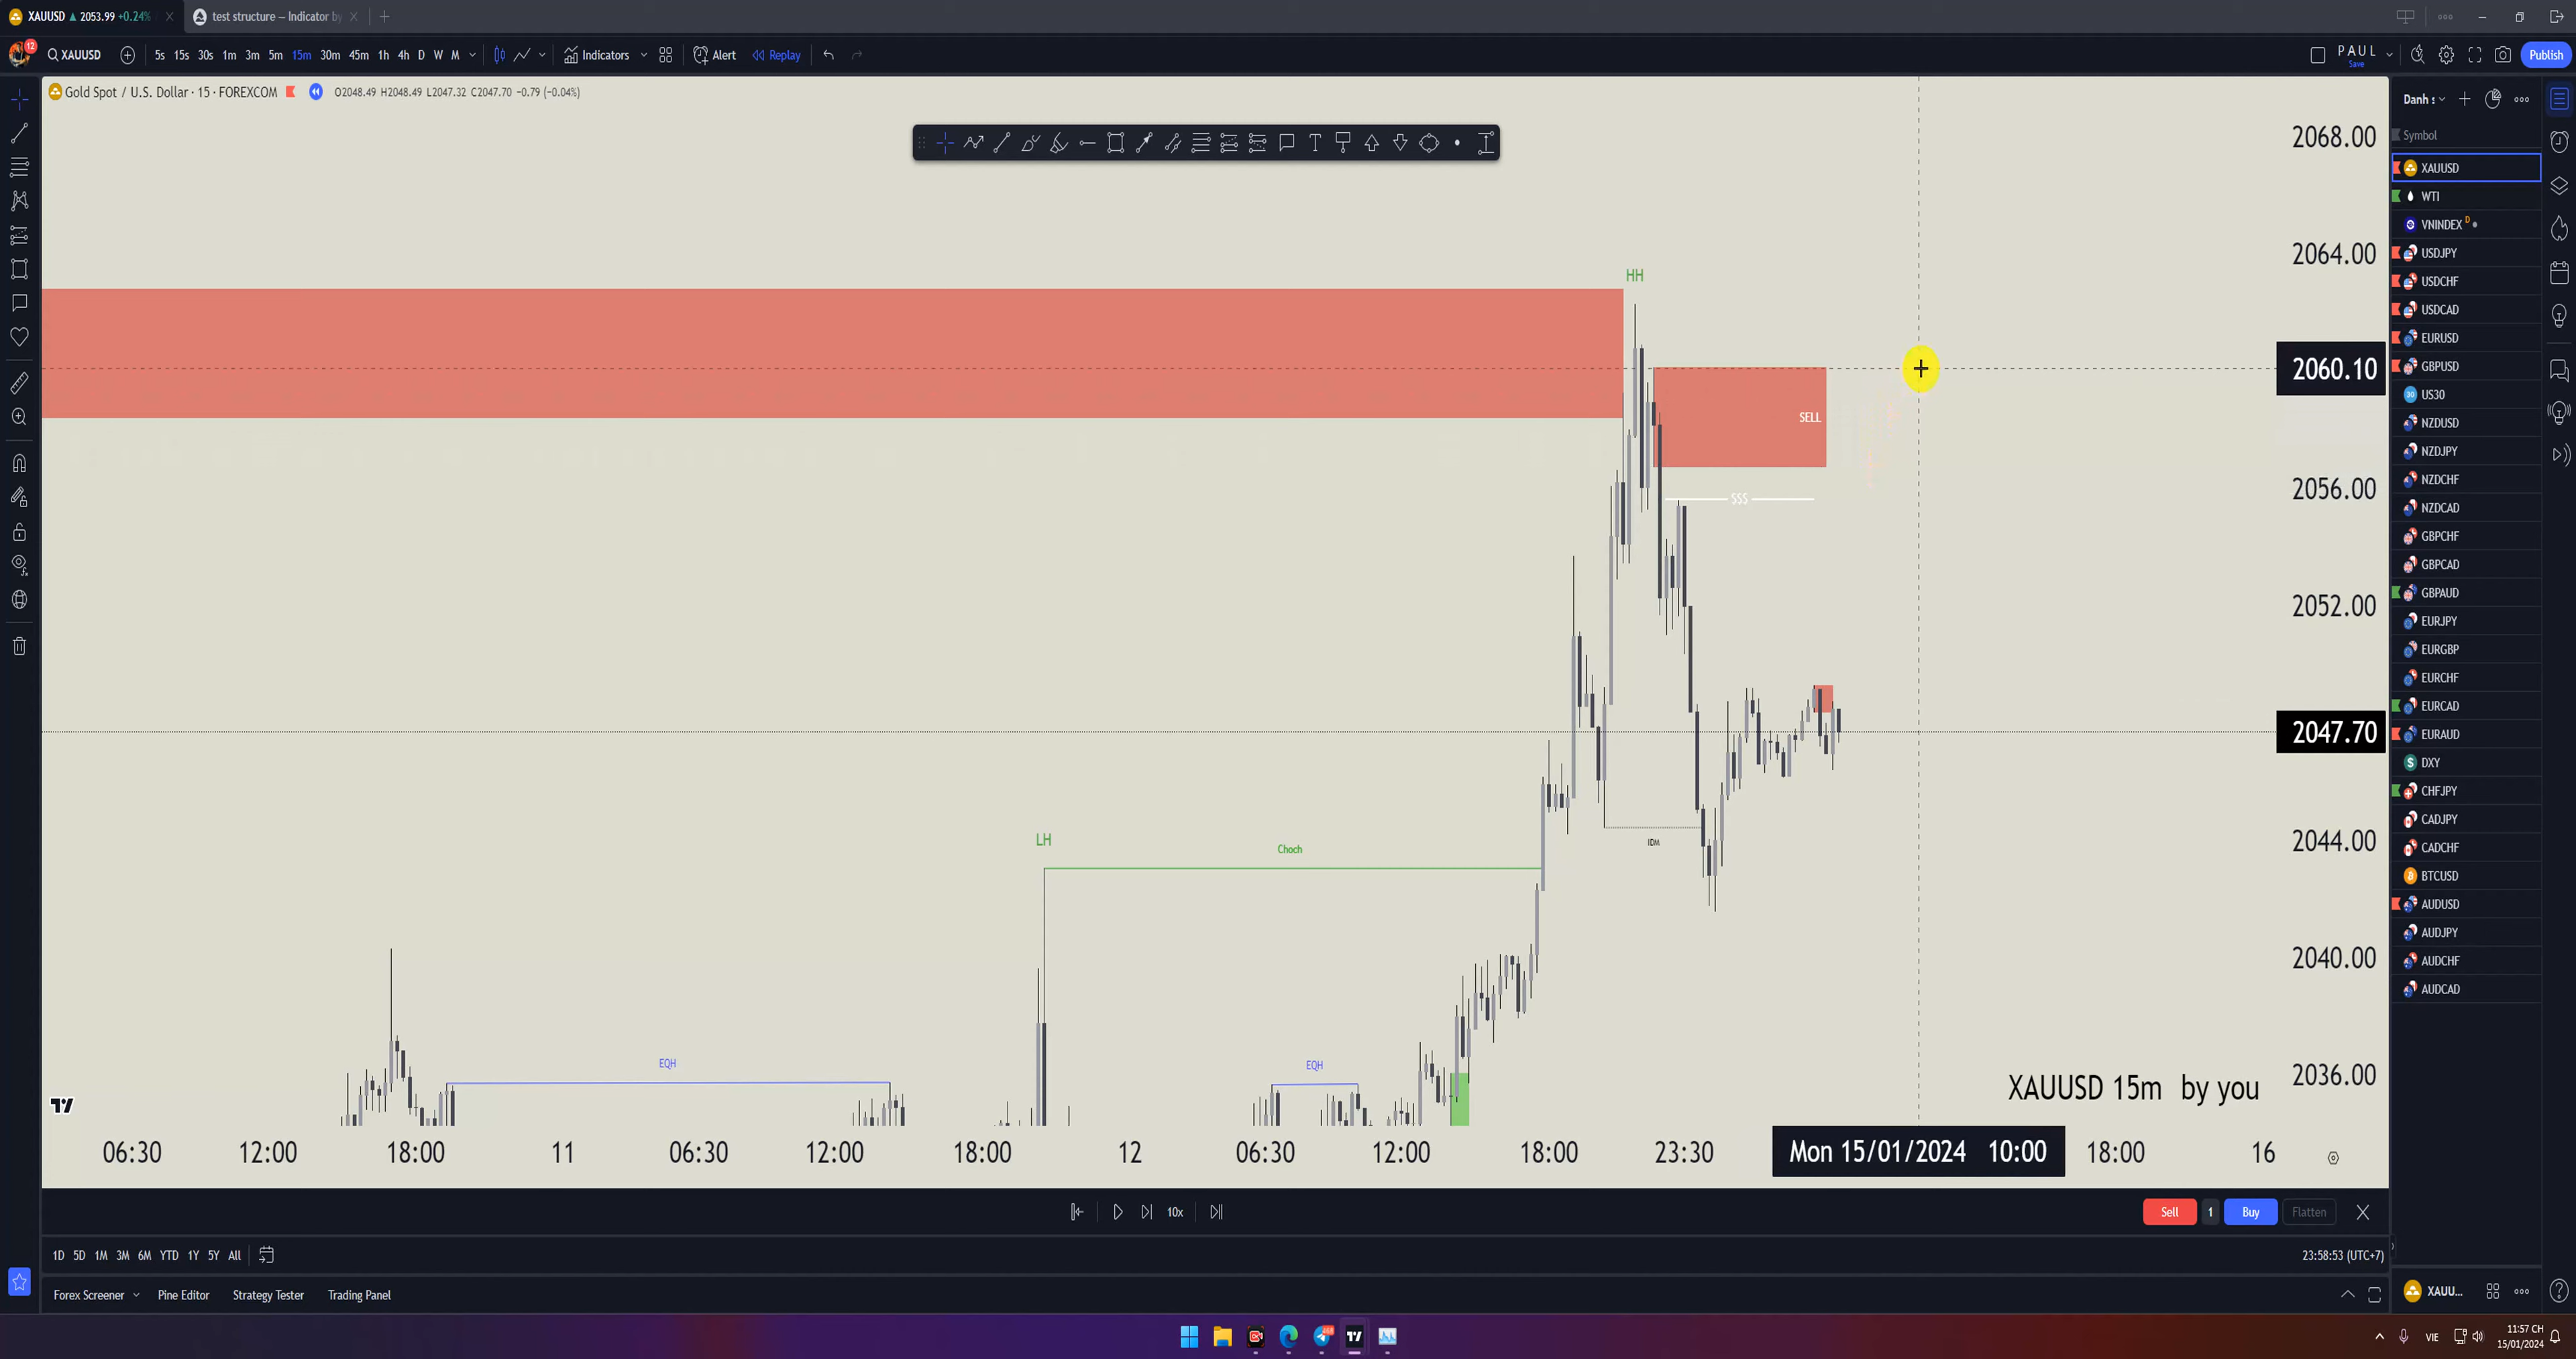 XAUUSD ▲ 2053.99 +0.24%
test structure – Indicator by
12
XAUUSD
5s 15s 30s 1m 3m 5m 15m 30m 45m 1h 4h D W M
Indicators
Alert
Replay
PAUL
Save
Publish
Gold Spot / U.S. Dollar · 15 · FOREXCOM
O2048.49 H2048.49 L2047.32 C2047.70 −0.79 (−0.04%)
HH
SELL
$$$
LH
Choch
IDM
EQH
EQH
XAUUSD 15m by you
2068.00
2064.00
2060.10
2056.00
2052.00
2047.70
2044.00
2040.00
2036.00
06:30 12:00 18:00 11 06:30 12:00 18:00 12 06:30 12:00 18:00 23:30 Mon 15/01/2024 10:00 18:00 16
10x
Sell 1 Buy Flatten
1D 5D 1M 3M 6M YTD 1Y 5Y All
23:58:53 (UTC+7)
Forex Screener
Pine Editor
Strategy Tester
Trading Panel
Danh s
Symbol
XAUUSD
WTI
VNINDEX D
USDJPY
USDCHF
USDCAD
EURUSD
GBPUSD
30 US30
NZDUSD
NZDJPY
NZDCHF
NZDCAD
GBPCHF
GBPCAD
GBPAUD
EURJPY
EURGBP
EURCHF
EURCAD
EURAUD
DXY
CHFJPY
CADJPY
CADCHF
BTCUSD
AUDUSD
AUDJPY
AUDCHF
AUDCAD
XAUU...
VIE
11:57 CH
15/01/2024